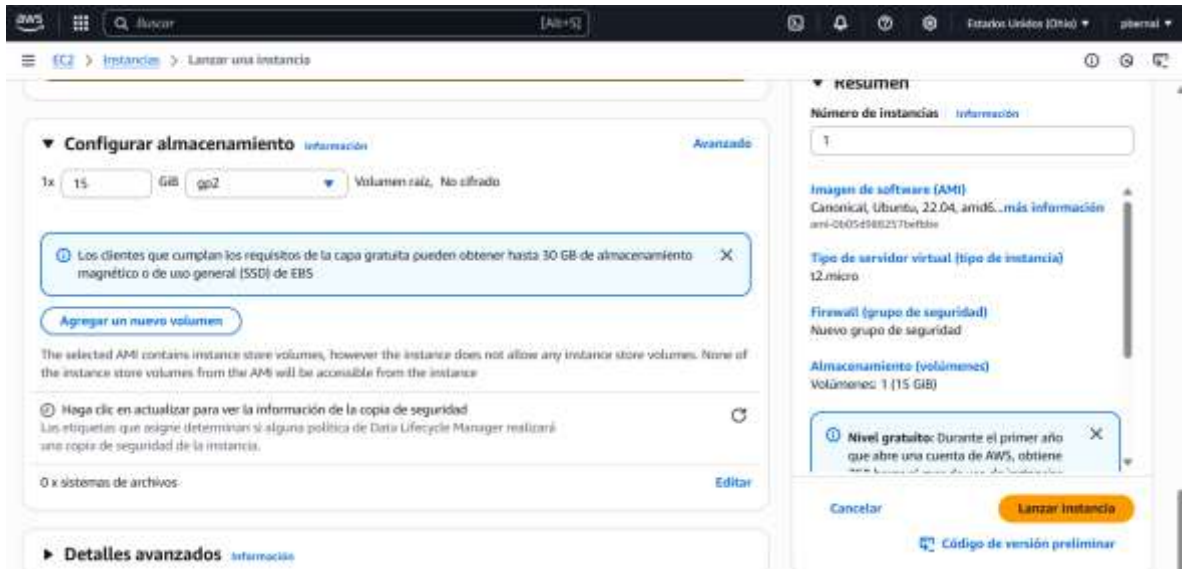 aws
Buscar
[Alt+S]
Estados Unidos (Ohio)
pbernal
EC2 > Instancias > Lanzar una instancia
Configurar almacenamiento Información
Avanzado
1x 15 GiB gp2 Volumen raíz, No cifrado
Los clientes que cumplan los requisitos de la capa gratuita pueden obtener hasta 30 GB de almacenamiento
magnético o de uso general (SSD) de EBS
Agregar un nuevo volumen
The selected AMI contains instance store volumes, however the instance does not allow any instance store volumes. None of
the instance store volumes from the AMI will be accessible from the instance
Haga clic en actualizar para ver la información de la copia de seguridad
Las etiquetas que asigne determinan si alguna política de Data Lifecycle Manager realizará
una copia de seguridad de la instancia.
0 x sistemas de archivos
Editar
Detalles avanzados Información
Resumen
Número de instancias Información
1
Imagen de software (AMI)
Canonical, Ubuntu, 22.04, amd6...más información
Tipo de servidor virtual (tipo de instancia)
t2.micro
Firewall (grupo de seguridad)
Nuevo grupo de seguridad
Almacenamiento (volúmenes)
Volúmenes: 1 (15 GiB)
Nivel gratuito: Durante el primer año
que abre una cuenta de AWS, obtiene
Cancelar
Lanzar instancia
Código de versión preliminar